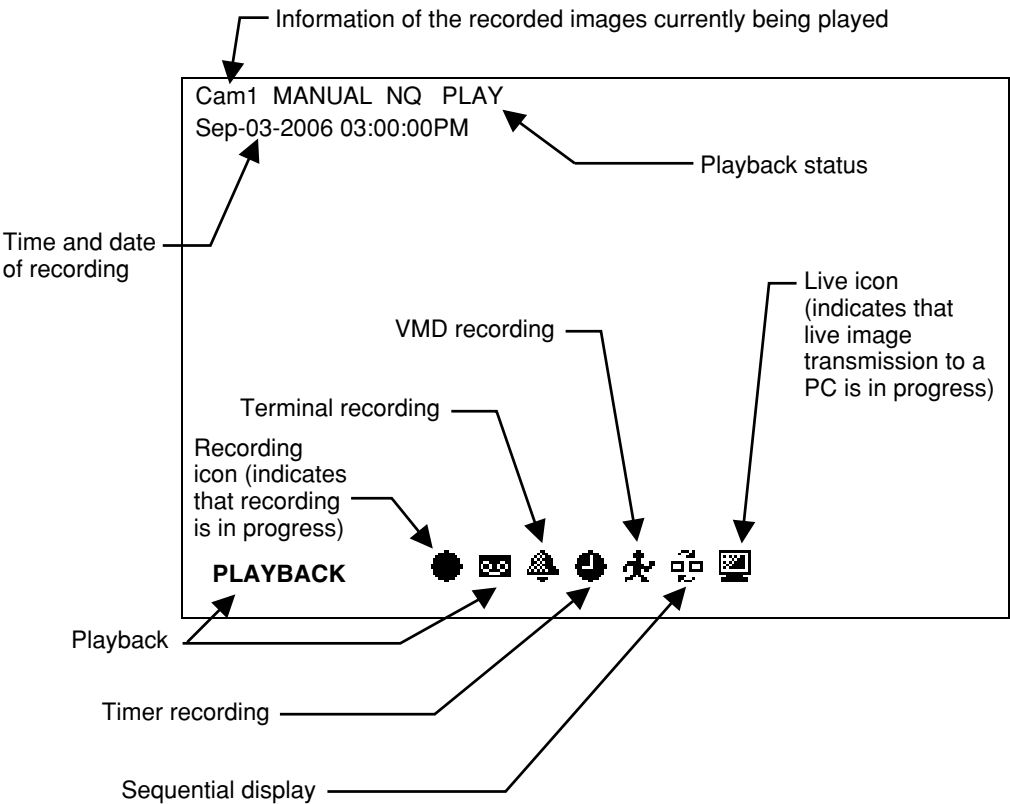 Information of the recorded images currently being played
Cam1 MANUAL NQ PLAY
Sep-03-2006 03:00:00PM
Playback status
Time and date
of recording
Live icon
(indicates that
live image
transmission to a
PC is in progress)
VMD recording
Terminal recording
Recording
icon (indicates
that recording
is in progress)
PLAYBACK
Playback
Timer recording
Sequential display